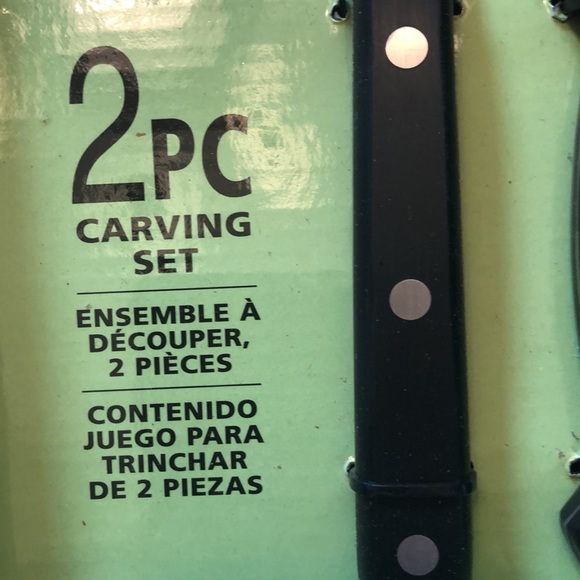 2PC
CARVING
SET
ENSEMBLE À
DÉCOUPER,
2 PIÈCES
CONTENIDO
JUEGO PARA
TRINCHAR
DE 2 PIEZAS